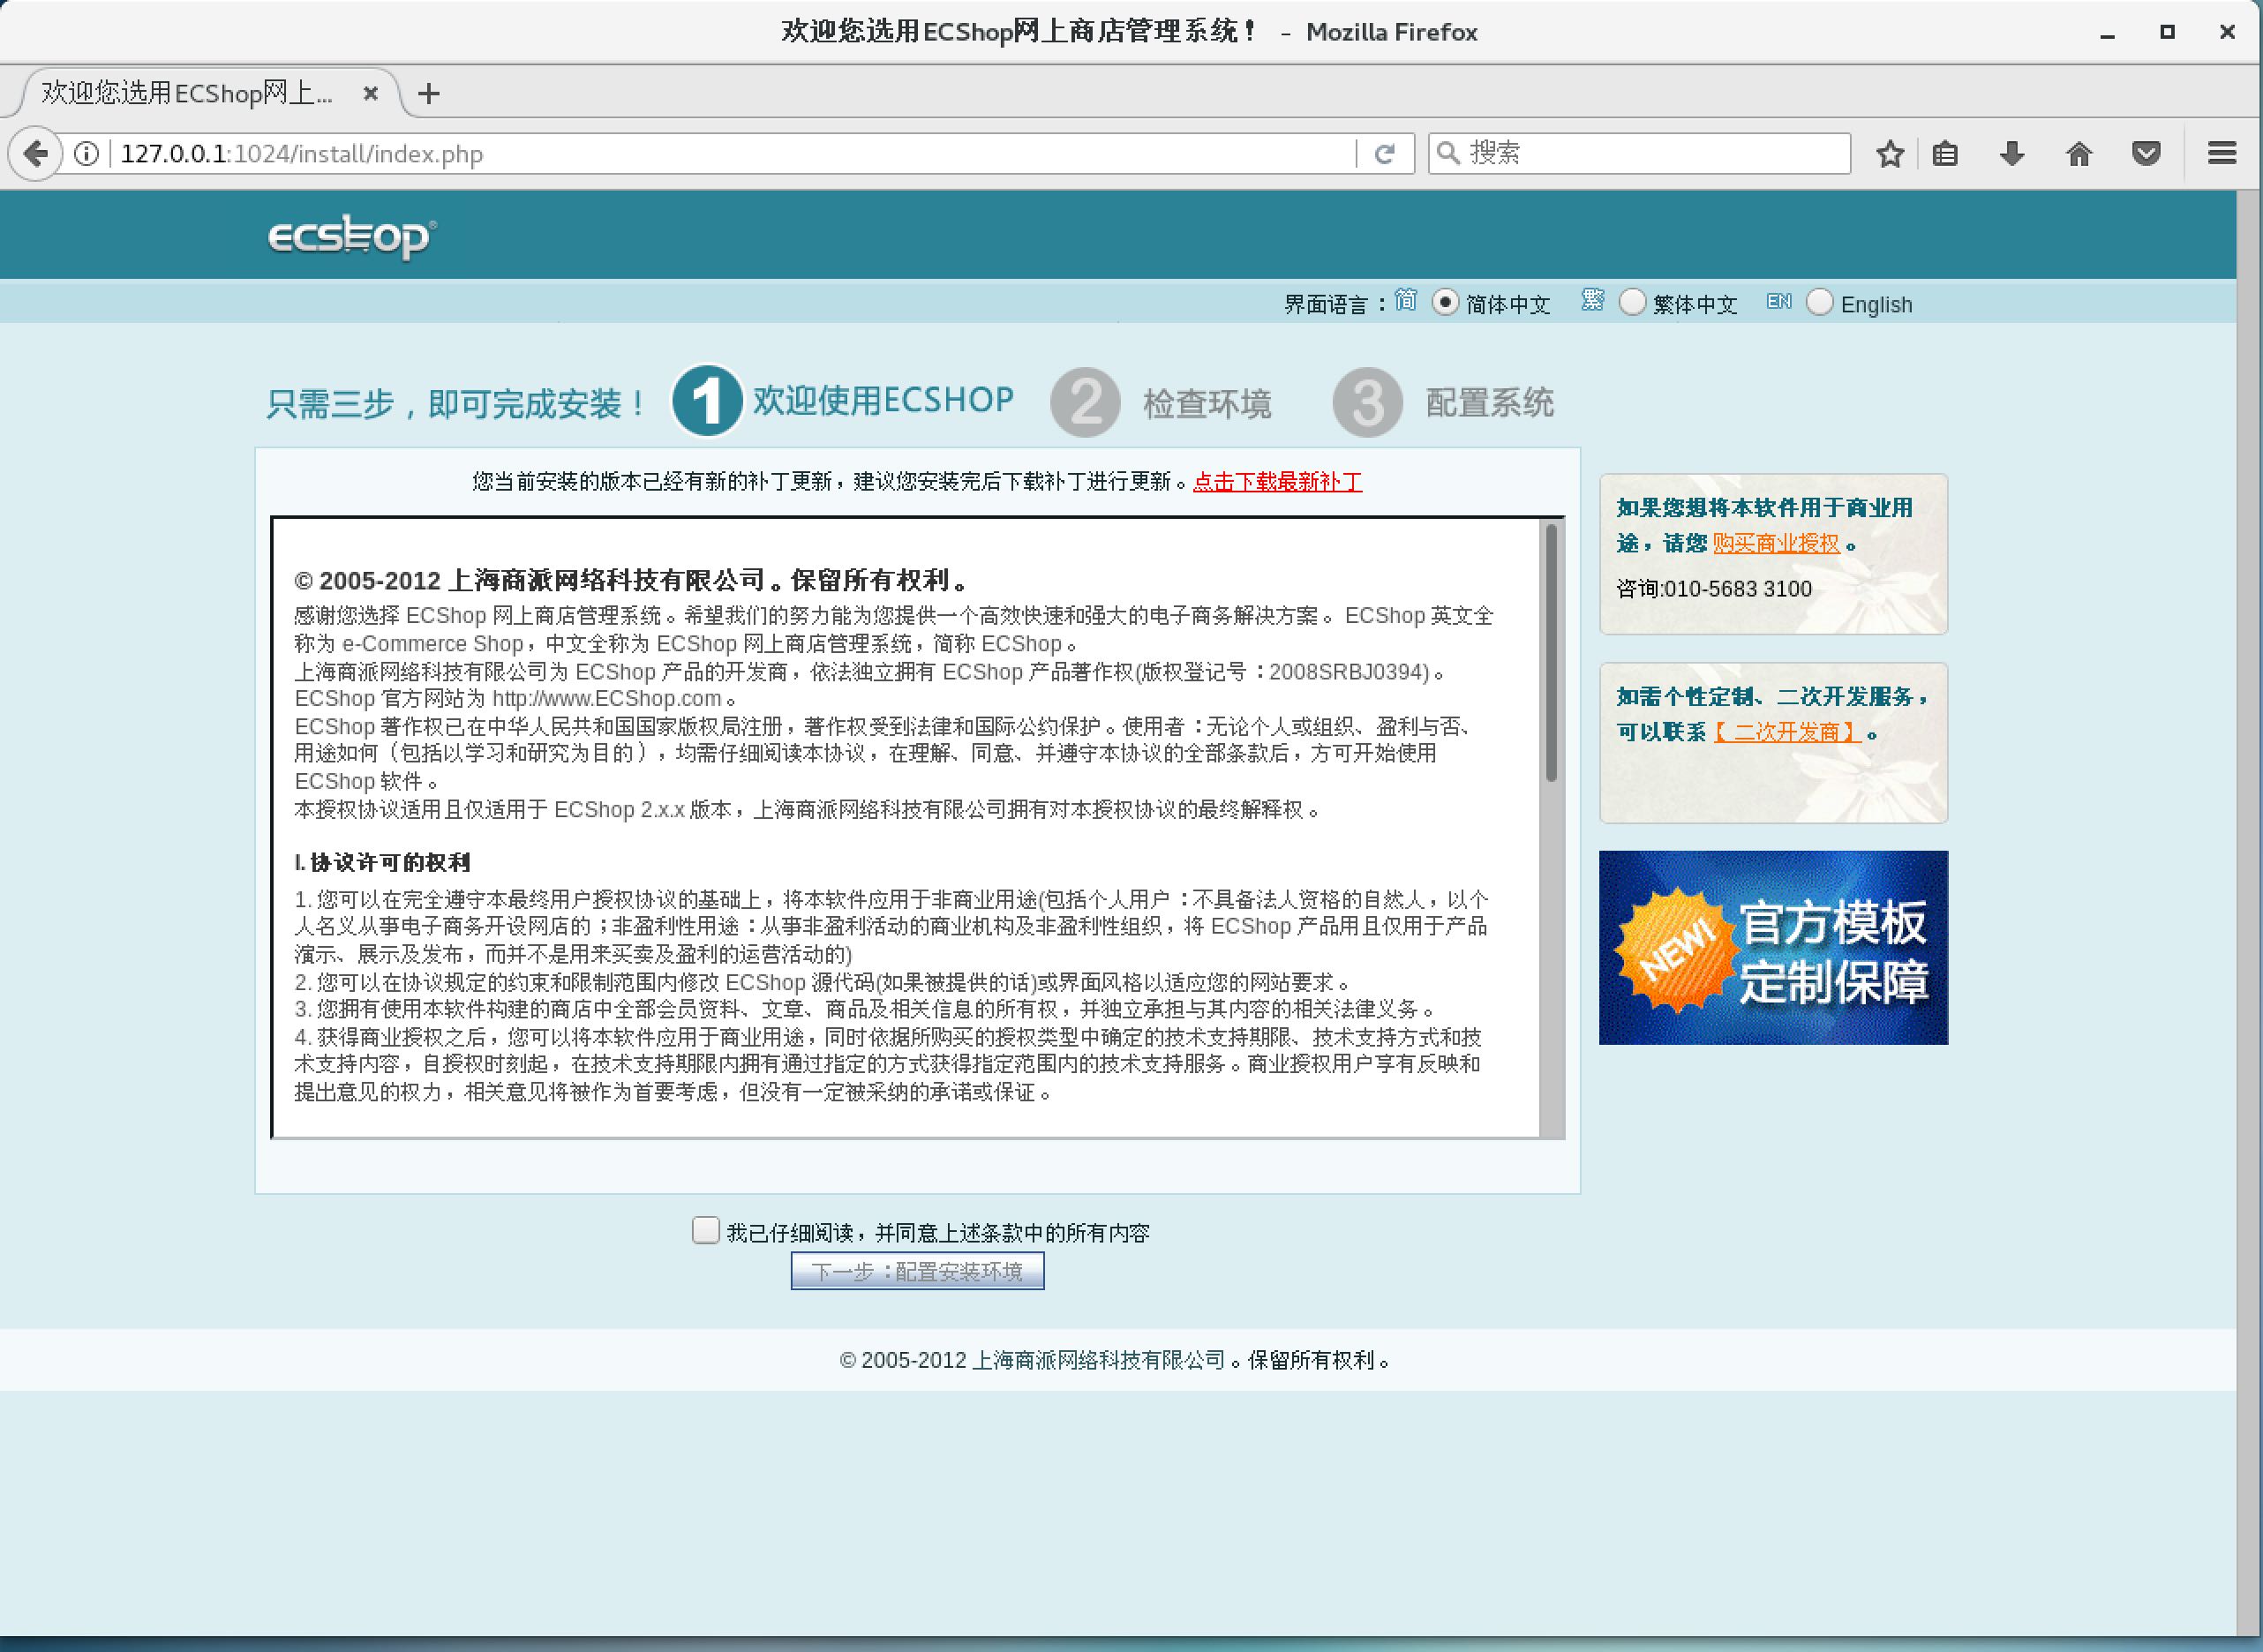 欢迎您选用ECShop网上商店管理系统！ - Mozilla Firefox
欢迎您选用ECShop网上...
127.0.0.1:1024/install/index.php
搜索
ecshop®
界面语言：简 简体中文 繁 繁体中文 EN English
只需三步，即可完成安装！ 1 欢迎使用ECSHOP 2 检查环境 3 配置系统
您当前安装的版本已经有新的补丁更新，建议您安装完后下载补丁进行更新。点击下载最新补丁
© 2005-2012 上海商派网络科技有限公司。保留所有权利。
感谢您选择 ECShop 网上商店管理系统。希望我们的努力能为您提供一个高效快速和强大的电子商务解决方案。 ECShop 英文全
称为 e-Commerce Shop，中文全称为 ECShop 网上商店管理系统，简称 ECShop。
上海商派网络科技有限公司为 ECShop 产品的开发商，依法独立拥有 ECShop 产品著作权(版权登记号：2008SRBJ0394)。
ECShop 官方网站为 http://www.ECShop.com。
ECShop 著作权已在中华人民共和国国家版权局注册，著作权受到法律和国际公约保护。使用者：无论个人或组织、盈利与否、
用途如何（包括以学习和研究为目的），均需仔细阅读本协议，在理解、同意、并遵守本协议的全部条款后，方可开始使用
ECShop 软件。
本授权协议适用且仅适用于 ECShop 2.x.x 版本，上海商派网络科技有限公司拥有对本授权协议的最终解释权。
I. 协议许可的权利
1. 您可以在完全遵守本最终用户授权协议的基础上，将本软件应用于非商业用途(包括个人用户：不具备法人资格的自然人，以个
人名义从事电子商务开设网店的；非盈利性用途：从事非盈利活动的商业机构及非盈利性组织，将 ECShop 产品用且仅用于产品
演示、展示及发布，而并不是用来买卖及盈利的运营活动的)
2. 您可以在协议规定的约束和限制范围内修改 ECShop 源代码(如果被提供的话)或界面风格以适应您的网站要求。
3. 您拥有使用本软件构建的商店中全部会员资料、文章、商品及相关信息的所有权，并独立承担与其内容的相关法律义务。
4. 获得商业授权之后，您可以将本软件应用于商业用途，同时依据所购买的授权类型中确定的技术支持期限、技术支持方式和技
术支持内容，自授权时刻起，在技术支持期限内拥有通过指定的方式获得指定范围内的技术支持服务。商业授权用户享有反映和
提出意见的权力，相关意见将被作为首要考虑，但没有一定被采纳的承诺或保证。
如果您想将本软件用于商业用
途，请您 购买商业授权 。
咨询:010-5683 3100
如需个性定制、二次开发服务，
可以联系【 二次开发商】 。
NEW! 官方模板
定制保障
我已仔细阅读，并同意上述条款中的所有内容
下一步：配置安装环境
© 2005-2012 上海商派网络科技有限公司。保留所有权利。